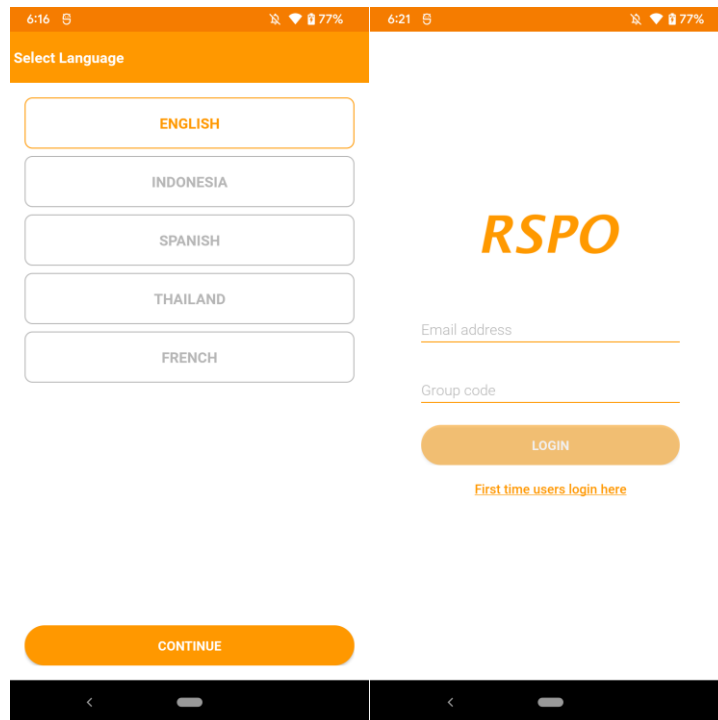 6:16
77%
Select Language
ENGLISH
INDONESIA
SPANISH
THAILAND
FRENCH
CONTINUE
6:21
77%
RSPO
Email address
Group code
LOGIN
First time users login here